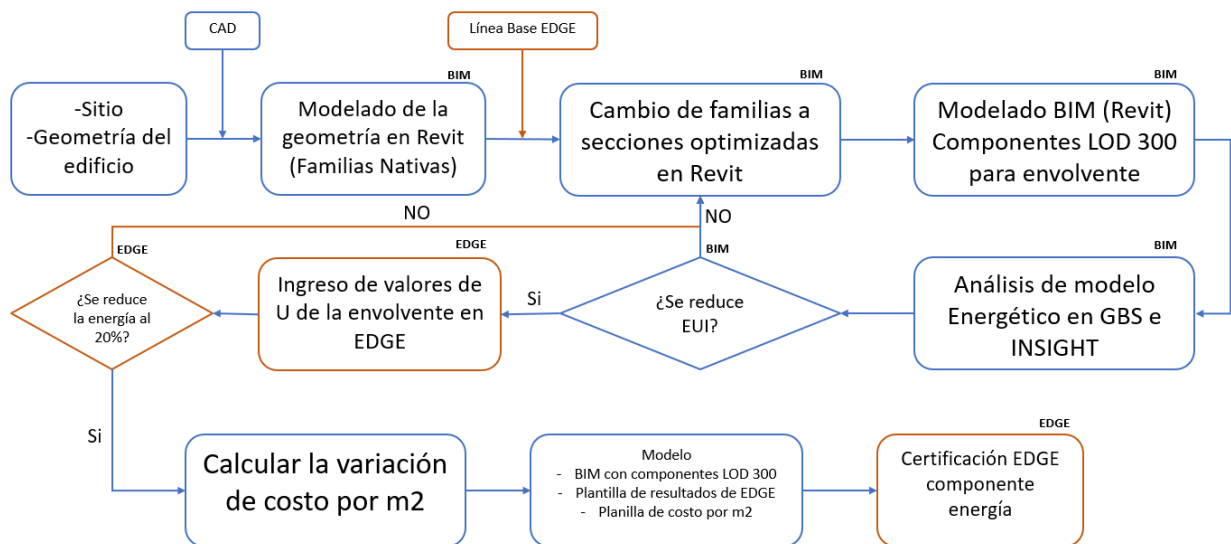 CAD
Línea Base EDGE
-Sitio
-Geometría del
edificio
BIM
Modelado de la
geometría en Revit
(Familias Nativas)
BIM
Cambio de familias a
secciones optimizadas
en Revit
BIM
Modelado BIM (Revit)
Componentes LOD 300
para envolvente
NO
NO
EDGE
¿Se reduce
la energía al
20%?
EDGE
Ingreso de valores de
U de la envolvente en
EDGE
Si
BIM
¿Se reduce
EUI?
BIM
Análisis de modelo
Energético en GBS e
INSIGHT
Si
Calcular la variación
de costo por m2
Modelo
- BIM con componentes LOD 300
- Plantilla de resultados de EDGE
- Planilla de costo por m2
EDGE
Certificación EDGE
componente
energía